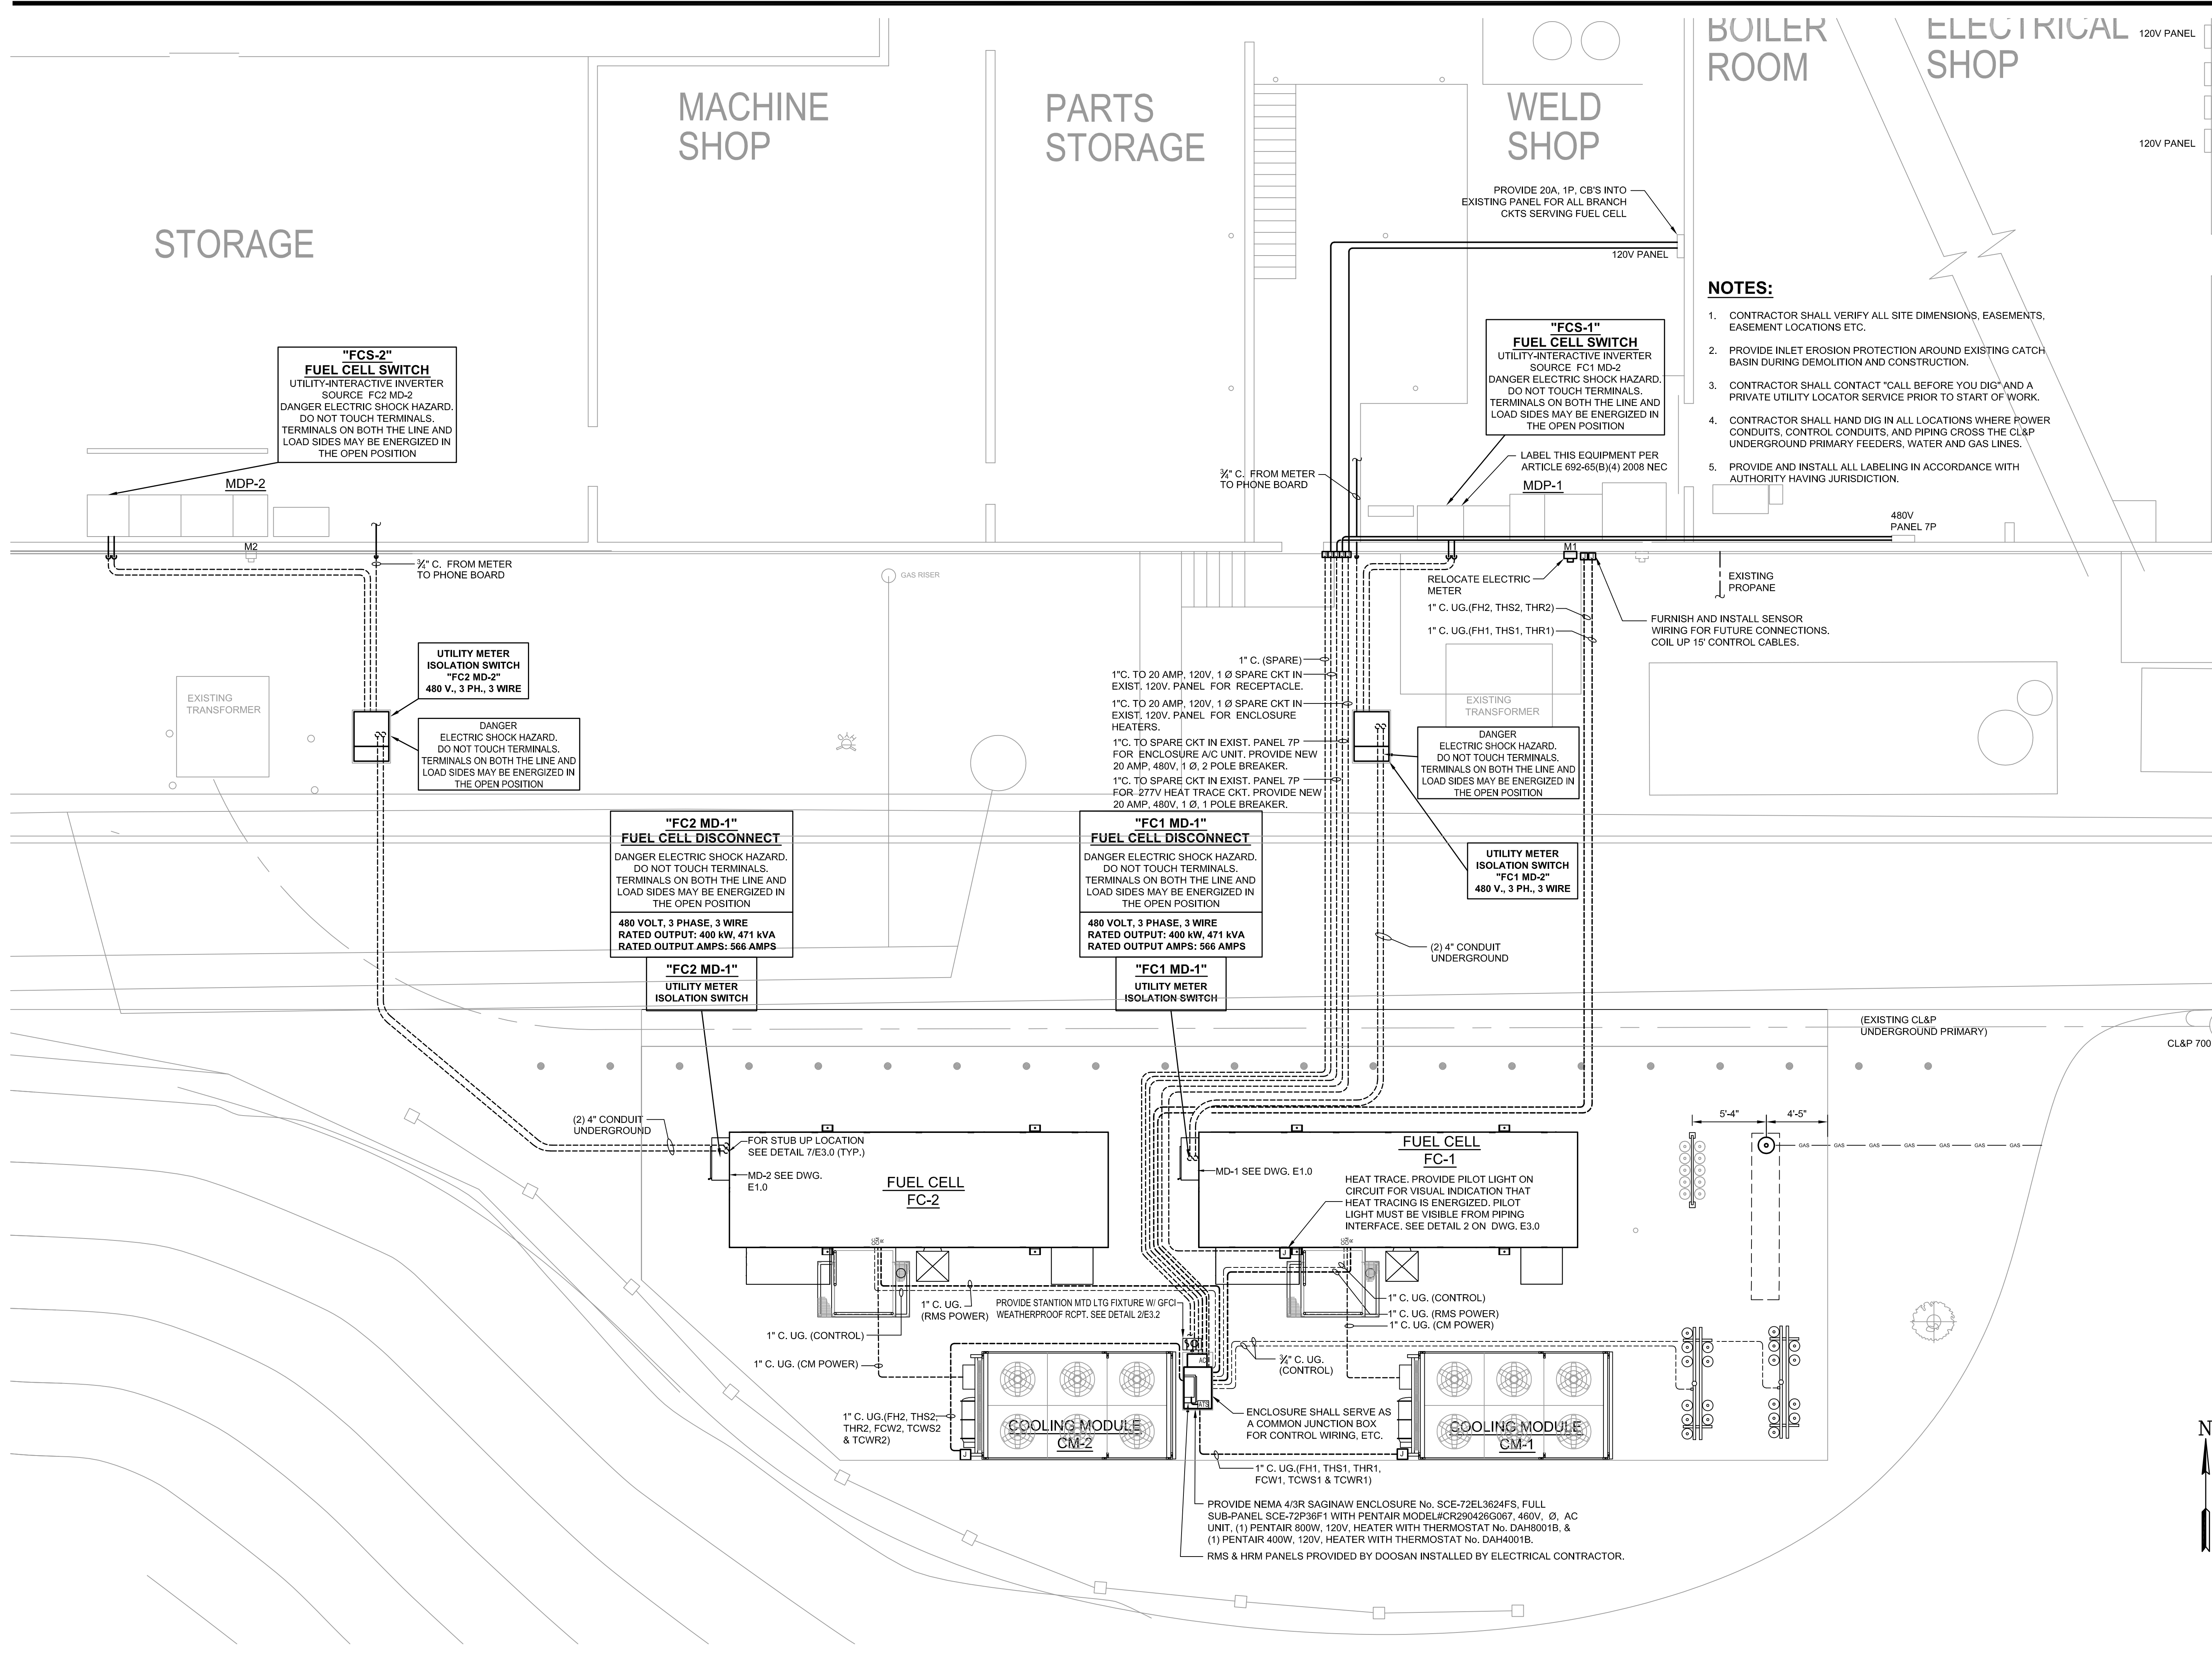 BOILER
ROOM
ELECTRICAL
SHOP
120V PANEL
120V PANEL
MACHINE
SHOP
PARTS
STORAGE
WELD
SHOP
STORAGE
PROVIDE 20A, 1P, CB'S INTO
EXISTING PANEL FOR ALL BRANCH
CKTS SERVING FUEL CELL
120V PANEL
NOTES:
1. CONTRACTOR SHALL VERIFY ALL SITE DIMENSIONS, EASEMENTS,
EASEMENT LOCATIONS ETC.
2. PROVIDE INLET EROSION PROTECTION AROUND EXISTING CATCH
BASIN DURING DEMOLITION AND CONSTRUCTION.
3. CONTRACTOR SHALL CONTACT "CALL BEFORE YOU DIG" AND A
PRIVATE UTILITY LOCATOR SERVICE PRIOR TO START OF WORK.
4. CONTRACTOR SHALL HAND DIG IN ALL LOCATIONS WHERE POWER
CONDUITS, CONTROL CONDUITS, AND PIPING CROSS THE CL&P
UNDERGROUND PRIMARY FEEDERS, WATER AND GAS LINES.
5. PROVIDE AND INSTALL ALL LABELING IN ACCORDANCE WITH
AUTHORITY HAVING JURISDICTION.
"FCS-2"
FUEL CELL SWITCH
UTILITY-INTERACTIVE INVERTER
SOURCE FC2 MD-2
DANGER ELECTRIC SHOCK HAZARD.
DO NOT TOUCH TERMINALS.
TERMINALS ON BOTH THE LINE AND
LOAD SIDES MAY BE ENERGIZED IN
THE OPEN POSITION
"FCS-1"
FUEL CELL SWITCH
UTILITY-INTERACTIVE INVERTER
SOURCE FC1 MD-2
DANGER ELECTRIC SHOCK HAZARD.
DO NOT TOUCH TERMINALS.
TERMINALS ON BOTH THE LINE AND
LOAD SIDES MAY BE ENERGIZED IN
THE OPEN POSITION
LABEL THIS EQUIPMENT PER
ARTICLE 692-65(B)(4) 2008 NEC
MDP-2
MDP-1
¾" C. FROM METER
TO PHONE BOARD
480V
PANEL 7P
M2
M1
¾" C. FROM METER
TO PHONE BOARD
GAS RISER
RELOCATE ELECTRIC
METER
EXISTING
PROPANE
1" C. UG.(FH2, THS2, THR2)
1" C. UG.(FH1, THS1, THR1)
FURNISH AND INSTALL SENSOR
WIRING FOR FUTURE CONNECTIONS.
COIL UP 15' CONTROL CABLES.
UTILITY METER
ISOLATION SWITCH
"FC2 MD-2"
480 V., 3 PH., 3 WIRE
1" C. (SPARE)
1"C. TO 20 AMP, 120V, 1 Ø SPARE CKT IN
EXIST. 120V. PANEL FOR RECEPTACLE.
1"C. TO 20 AMP, 120V, 1 Ø SPARE CKT IN
EXIST. 120V. PANEL FOR ENCLOSURE
HEATERS.
1"C. TO SPARE CKT IN EXIST. PANEL 7P
FOR ENCLOSURE A/C UNIT. PROVIDE NEW
20 AMP, 480V, 1 Ø, 2 POLE BREAKER.
1"C. TO SPARE CKT IN EXIST. PANEL 7P
FOR 277V HEAT TRACE CKT. PROVIDE NEW
20 AMP, 480V, 1 Ø, 1 POLE BREAKER.
EXISTING
TRANSFORMER
EXISTING
TRANSFORMER
DANGER
ELECTRIC SHOCK HAZARD.
DO NOT TOUCH TERMINALS.
TERMINALS ON BOTH THE LINE AND
LOAD SIDES MAY BE ENERGIZED IN
THE OPEN POSITION
DANGER
ELECTRIC SHOCK HAZARD.
DO NOT TOUCH TERMINALS.
TERMINALS ON BOTH THE LINE AND
LOAD SIDES MAY BE ENERGIZED IN
THE OPEN POSITION
"FC2 MD-1"
FUEL CELL DISCONNECT
DANGER ELECTRIC SHOCK HAZARD.
DO NOT TOUCH TERMINALS.
TERMINALS ON BOTH THE LINE AND
LOAD SIDES MAY BE ENERGIZED IN
THE OPEN POSITION
480 VOLT, 3 PHASE, 3 WIRE
RATED OUTPUT: 400 kW, 471 kVA
RATED OUTPUT AMPS: 566 AMPS
"FC2 MD-1"
UTILITY METER
ISOLATION SWITCH
"FC1 MD-1"
FUEL CELL DISCONNECT
DANGER ELECTRIC SHOCK HAZARD.
DO NOT TOUCH TERMINALS.
TERMINALS ON BOTH THE LINE AND
LOAD SIDES MAY BE ENERGIZED IN
THE OPEN POSITION
480 VOLT, 3 PHASE, 3 WIRE
RATED OUTPUT: 400 kW, 471 kVA
RATED OUTPUT AMPS: 566 AMPS
"FC1 MD-1"
UTILITY METER
ISOLATION SWITCH
UTILITY METER
ISOLATION SWITCH
"FC1 MD-2"
480 V., 3 PH., 3 WIRE
(2) 4" CONDUIT
UNDERGROUND
(EXISTING CL&P
UNDERGROUND PRIMARY)
CL&P 700
(2) 4" CONDUIT
UNDERGROUND
5'-4"
4'-5"
FOR STUB UP LOCATION
SEE DETAIL 7/E3.0 (TYP.)
MD-2 SEE DWG.
E1.0
FUEL CELL
FC-2
MD-1 SEE DWG. E1.0
FUEL CELL
FC-1
HEAT TRACE. PROVIDE PILOT LIGHT ON
CIRCUIT FOR VISUAL INDICATION THAT
HEAT TRACING IS ENERGIZED. PILOT
LIGHT MUST BE VISIBLE FROM PIPING
INTERFACE. SEE DETAIL 2 ON DWG. E3.0
GAS GAS GAS GAS GAS GAS GAS
J
1" C. UG.
(RMS POWER)
PROVIDE STANTION MTD LTG FIXTURE W/ GFCI
WEATHERPROOF RCPT. SEE DETAIL 2/E3.2
1" C. UG. (CONTROL)
1" C. UG. (RMS POWER)
1" C. UG. (CM POWER)
1" C. UG. (CONTROL)
1" C. UG. (CM POWER)
¾" C. UG.
(CONTROL)
AC
ATS
1" C. UG.(FH2, THS2,
THR2, FCW2, TCWS2
& TCWR2)
COOLING MODULE
CM-2
ENCLOSURE SHALL SERVE AS
A COMMON JUNCTION BOX
FOR CONTROL WIRING, ETC.
COOLING MODULE
CM-1
J
J
N
1" C. UG.(FH1, THS1, THR1,
FCW1, TCWS1 & TCWR1)
PROVIDE NEMA 4/3R SAGINAW ENCLOSURE No. SCE-72EL3624FS, FULL
SUB-PANEL SCE-72P36F1 WITH PENTAIR MODEL#CR290426G067, 460V, Ø, AC
UNIT, (1) PENTAIR 800W, 120V, HEATER WITH THERMOSTAT No. DAH8001B, &
(1) PENTAIR 400W, 120V, HEATER WITH THERMOSTAT No. DAH4001B.
RMS & HRM PANELS PROVIDED BY DOOSAN INSTALLED BY ELECTRICAL CONTRACTOR.